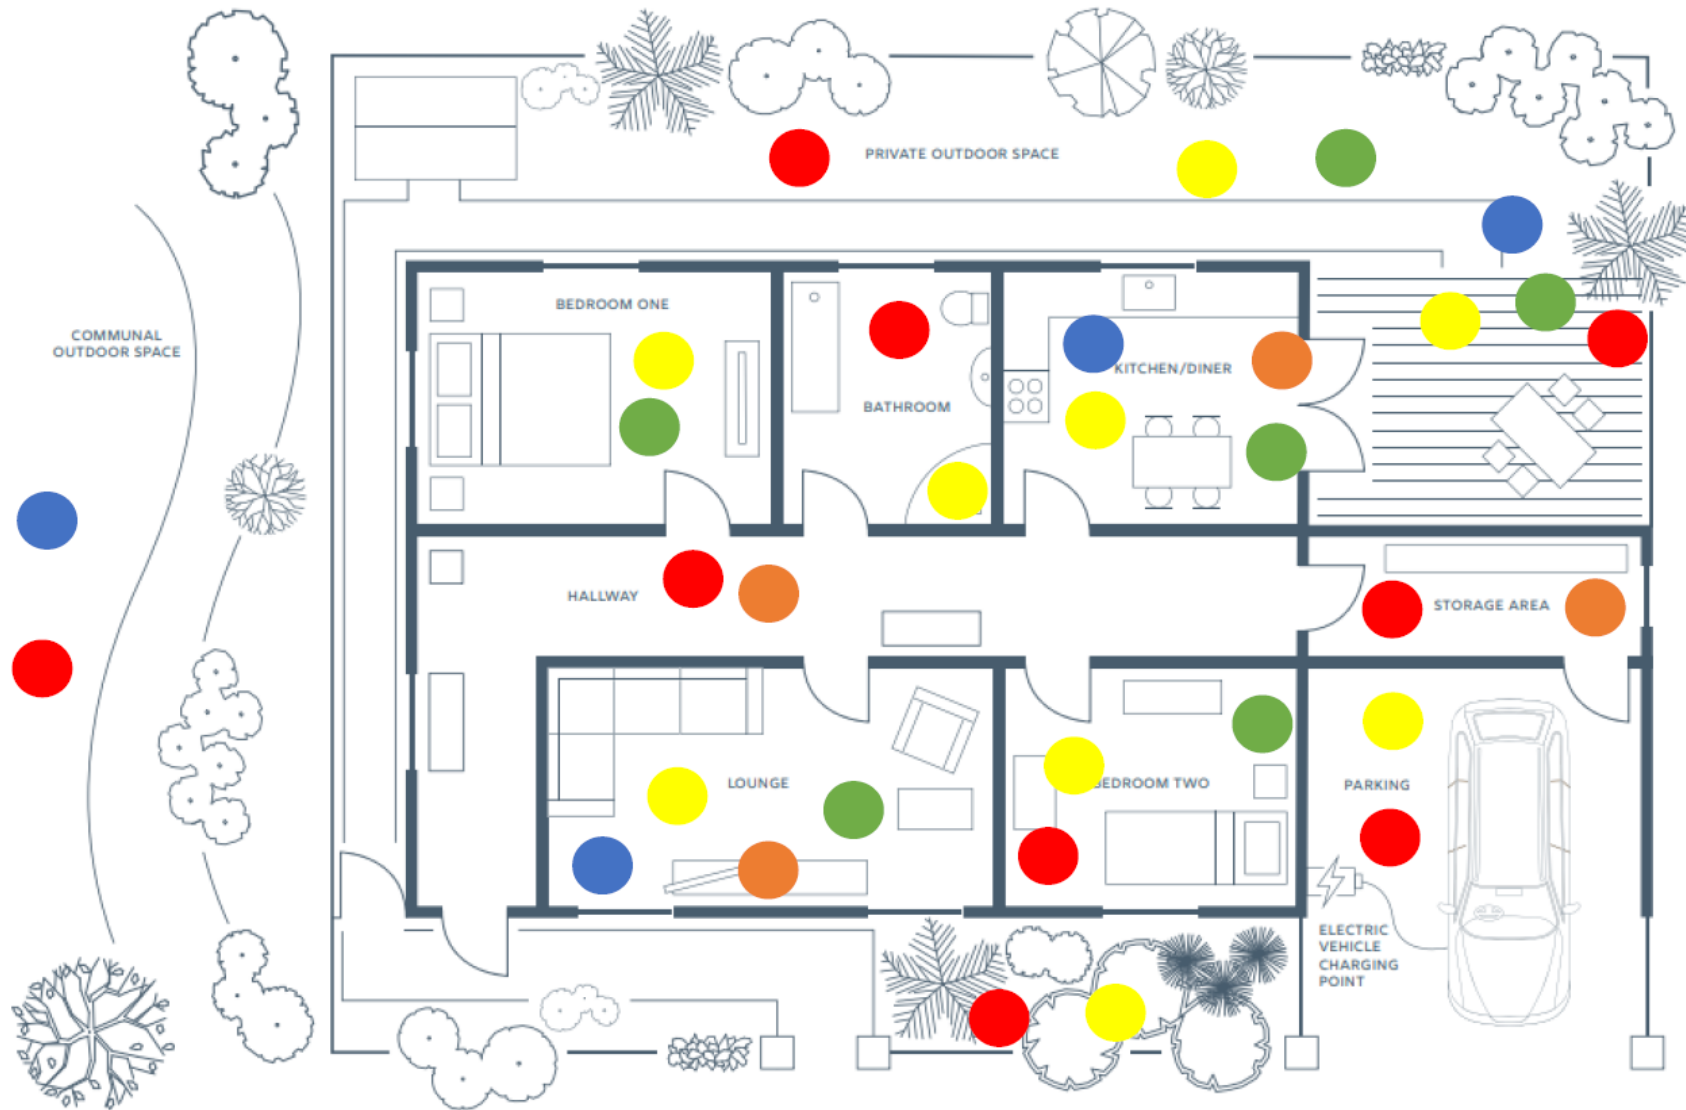 PRIVATE OUTDOOR SPACE
BEDROOM ONE
COMMUNAL
OUTDOOR SPACE
KITCHEN/DINER
BATHROOM
HALLWAY
STORAGE AREA
LOUNGE
BEDROOM TWO
PARKING
ELECTRIC
VEHICLE
CHARGING
POINT